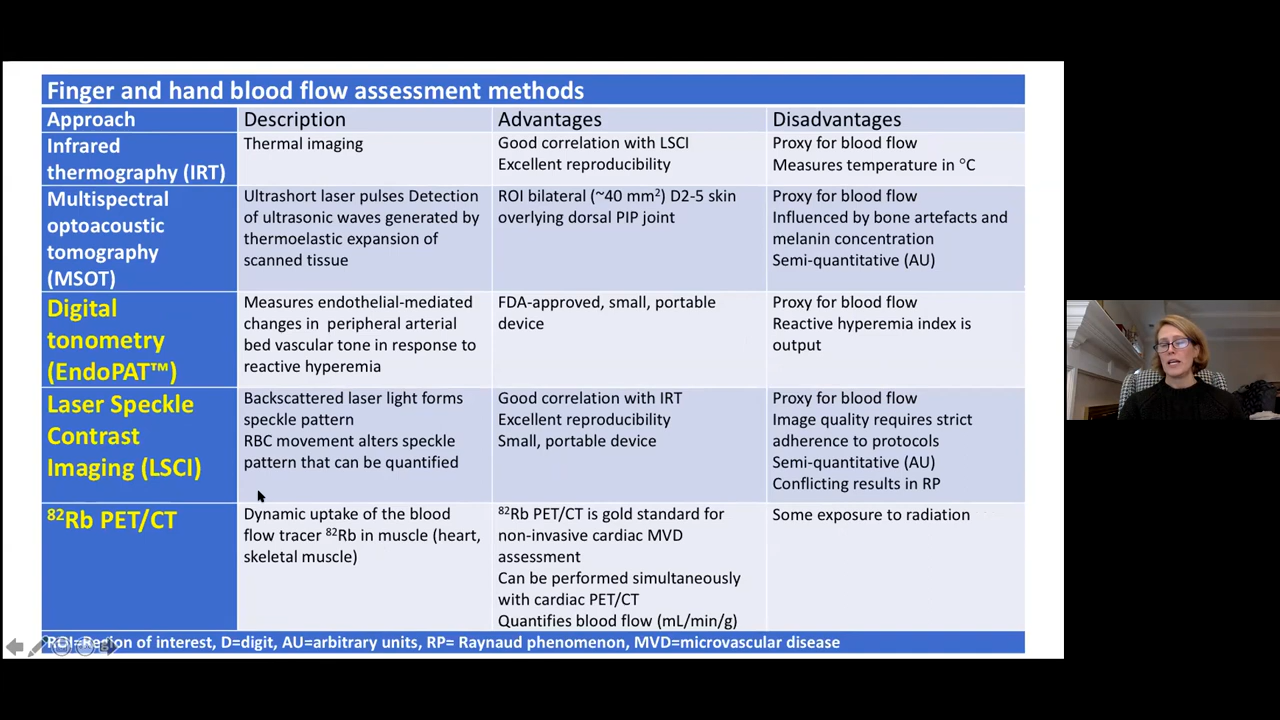 Finger and hand blood flow assessment methods
Approach
Description
Advantages
Disadvantages
Infrared
thermography (IRT)
Thermal imaging
Good correlation with LSCI
Excellent reproducibility
Proxy for blood flow
Measures temperature in °C
Multispectral
optoacoustic
tomography
(MSOT)
Ultrashort laser pulses Detection
of ultrasonic waves generated by
thermoelastic expansion of
scanned tissue
ROI bilateral (~40 mm²) D2-5 skin
overlying dorsal PIP joint
Proxy for blood flow
Influenced by bone artefacts and
melanin concentration
Semi-quantitative (AU)
Digital
tonometry
(EndoPAT™)
Measures endothelial-mediated
changes in peripheral arterial
bed vascular tone in response to
reactive hyperemia
FDA-approved, small, portable
device
Proxy for blood flow
Reactive hyperemia index is
output
Laser Speckle
Contrast
Imaging (LSCI)
Backscattered laser light forms
speckle pattern
RBC movement alters speckle
pattern that can be quantified
Good correlation with IRT
Excellent reproducibility
Small, portable device
Proxy for blood flow
Image quality requires strict
adherence to protocols
Semi-quantitative (AU)
Conflicting results in RP
⁸²Rb PET/CT
Dynamic uptake of the blood
flow tracer ⁸²Rb in muscle (heart,
skeletal muscle)
⁸²Rb PET/CT is gold standard for
non-invasive cardiac MVD
assessment
Can be performed simultaneously
with cardiac PET/CT
Quantifies blood flow (mL/min/g)
Some exposure to radiation
ROI=Region of interest, D=digit, AU=arbitrary units, RP= Raynaud phenomenon, MVD=microvascular disease